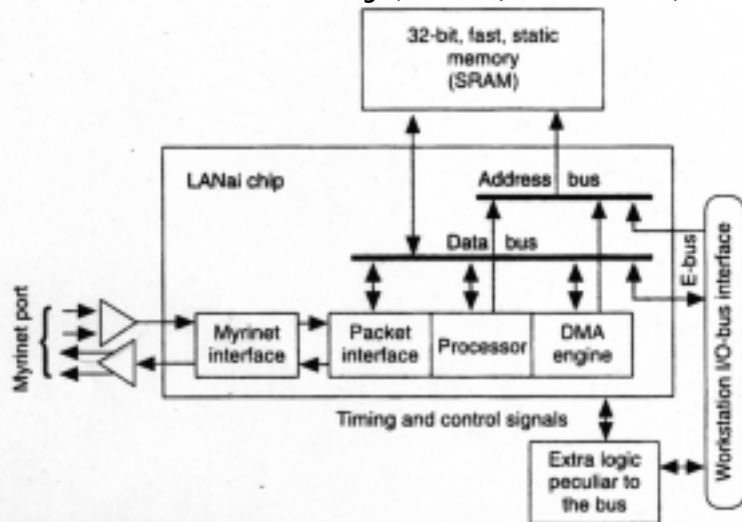 32-bit, fast, static
memory
(SRAM)
LANai chip
Address bus
Data bus
E-bus
Workstation I/O-bus interface
Myrinet port
Myrinet
interface
Packet
interface
Processor
DMA
engine
Timing and control signals
Extra logic
peculiar to
the bus